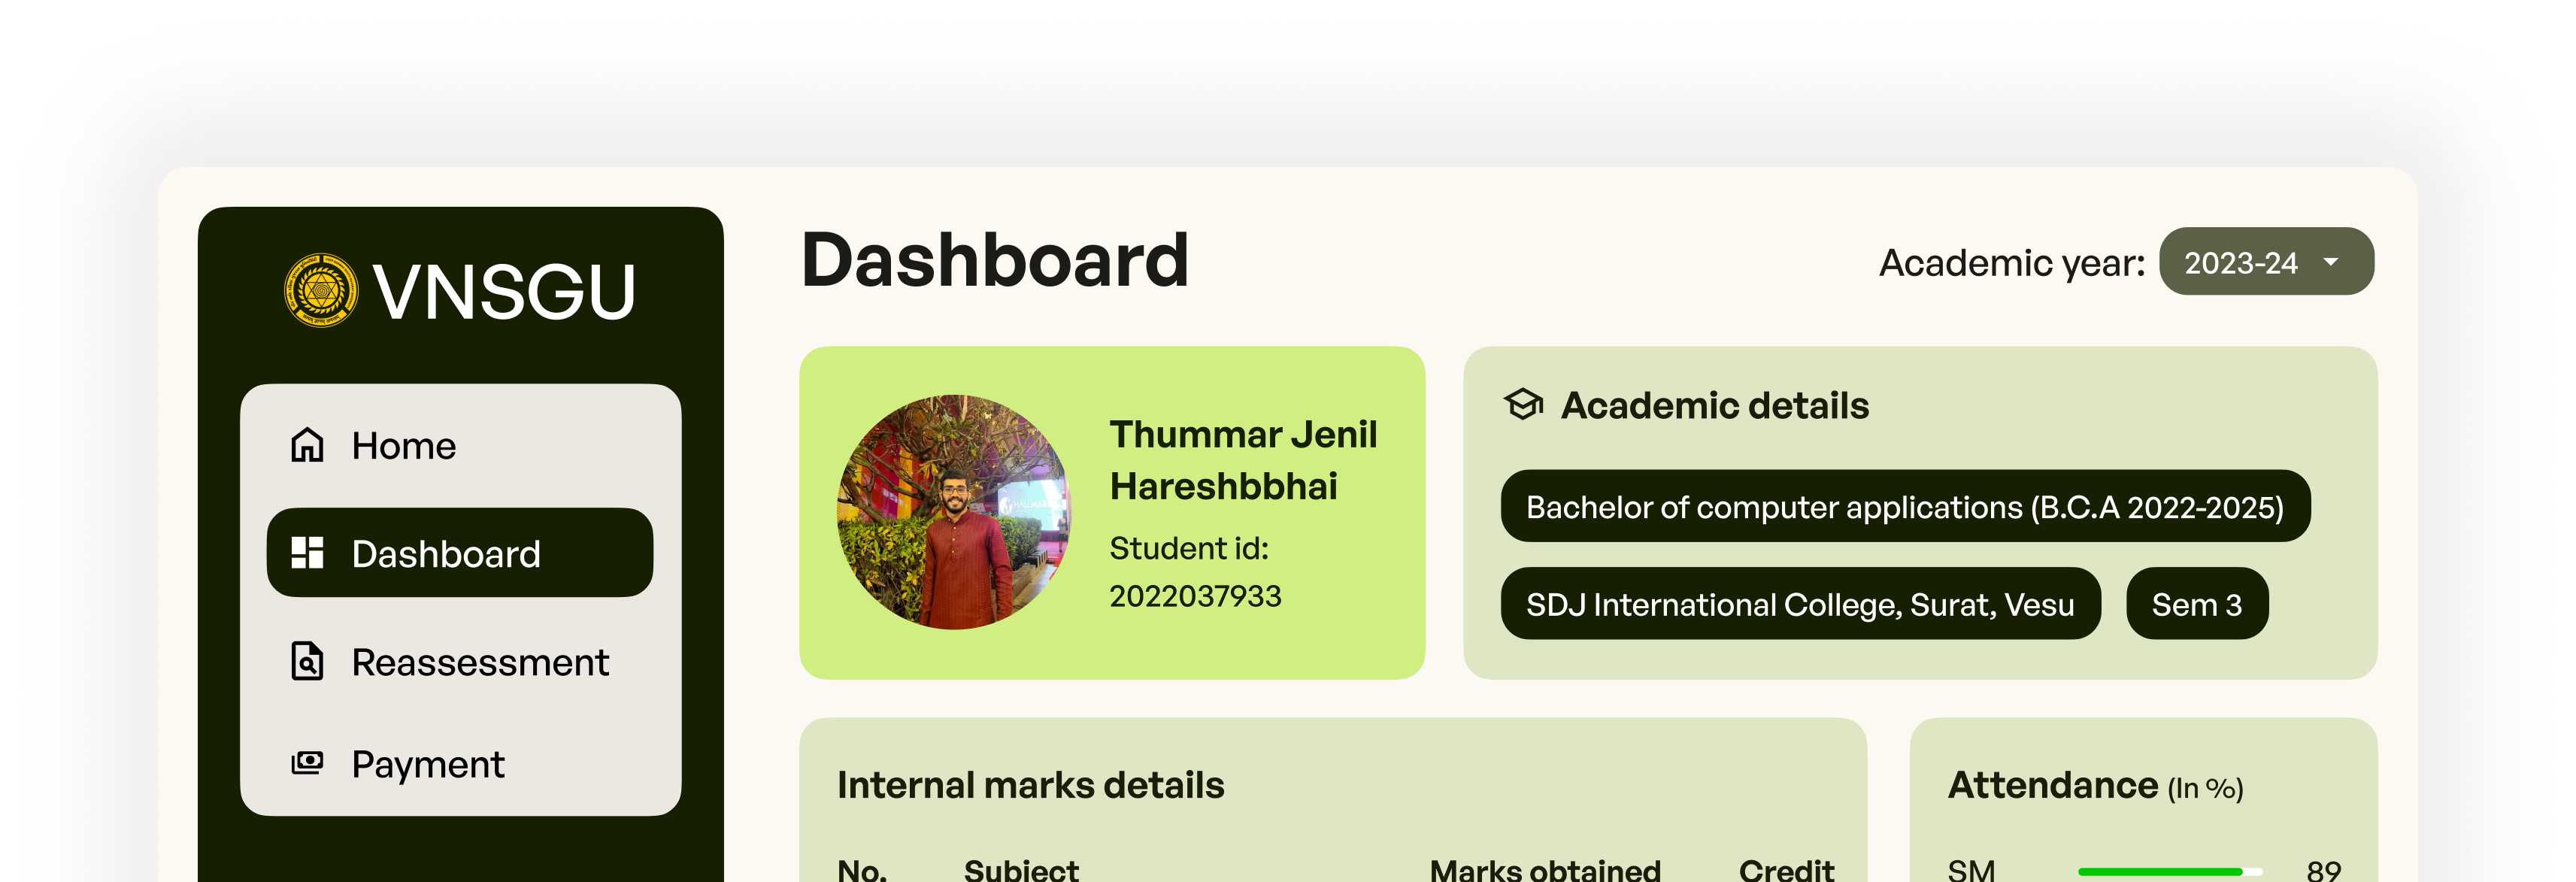 VNSGU
Home
Dashboard
Reassessment
Payment
Dashboard
Academic year: 2023-24
Thummar Jenil
Hareshbbhai
Student id:
2022037933
HALLMARK
Academic details
Bachelor of computer applications (B.C.A 2022-2025)
SDJ International College, Surat, Vesu
Sem 3
Internal marks details
No. Subject Marks obtained Credit
Attendance (In %)
SM 89